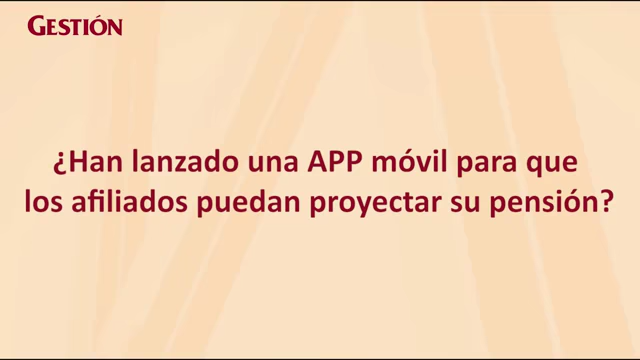 GESTIÓN
¿Han lanzado una APP móvil para que
los afiliados puedan proyectar su pensión?